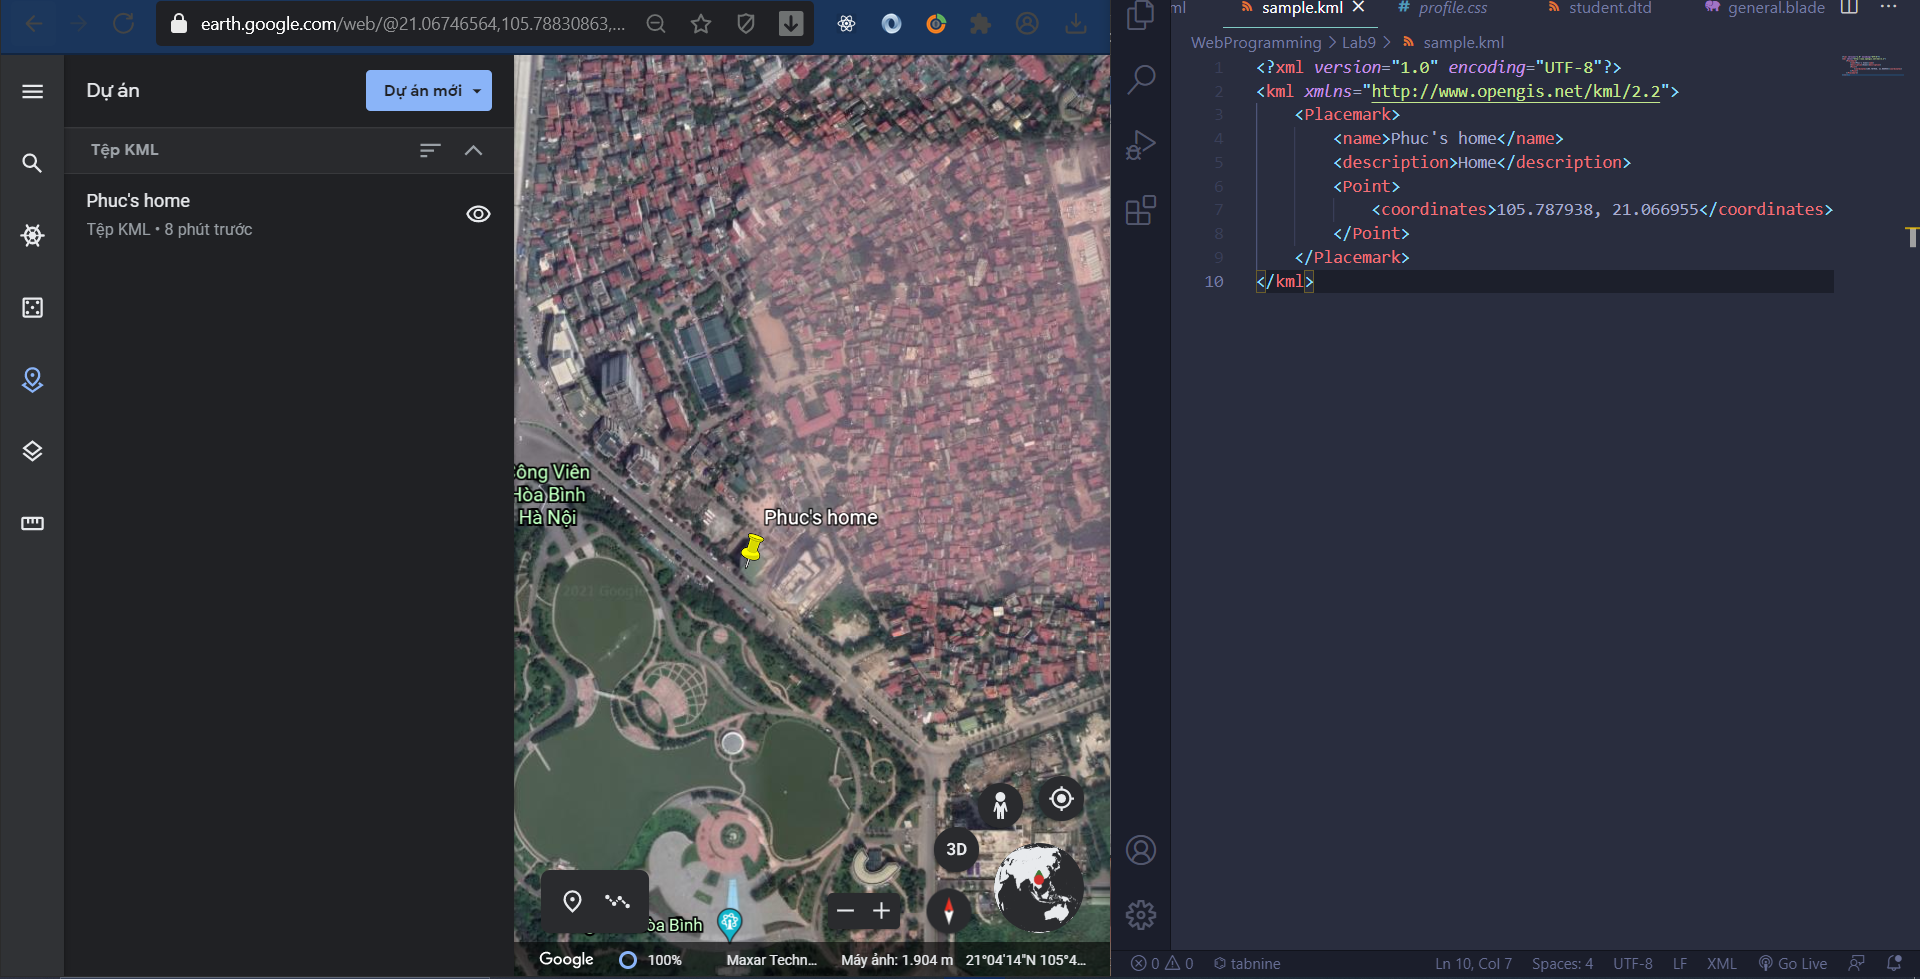 earth.google.com/web/@21.06746564,105.78830863,...
Dự án
Dự án mới
Tệp KML
Phuc's home
Tệp KML • 8 phút trước
ông Viên
Hòa Bình
Hà Nội
Phuc's home
2021 Google
òa Bình
3D
Google
100%
Maxar Techn...
Máy ảnh: 1.904 m
21°04'14"N 105°4...
ml
sample.kml
# profile.css
student.dtd
general.blade
WebProgramming > Lab9 > sample.kml
1 <?xml version="1.0" encoding="UTF-8"?>
2 <kml xmlns="http://www.opengis.net/kml/2.2">
3 <Placemark>
4 <name>Phuc's home</name>
5 <description>Home</description>
6 <Point>
7 <coordinates>105.787938, 21.066955</coordinates>
8 </Point>
9 </Placemark>
10 </kml>
0 0 tabnine
Ln 10, Col 7 Spaces: 4 UTF-8 LF XML Go Live